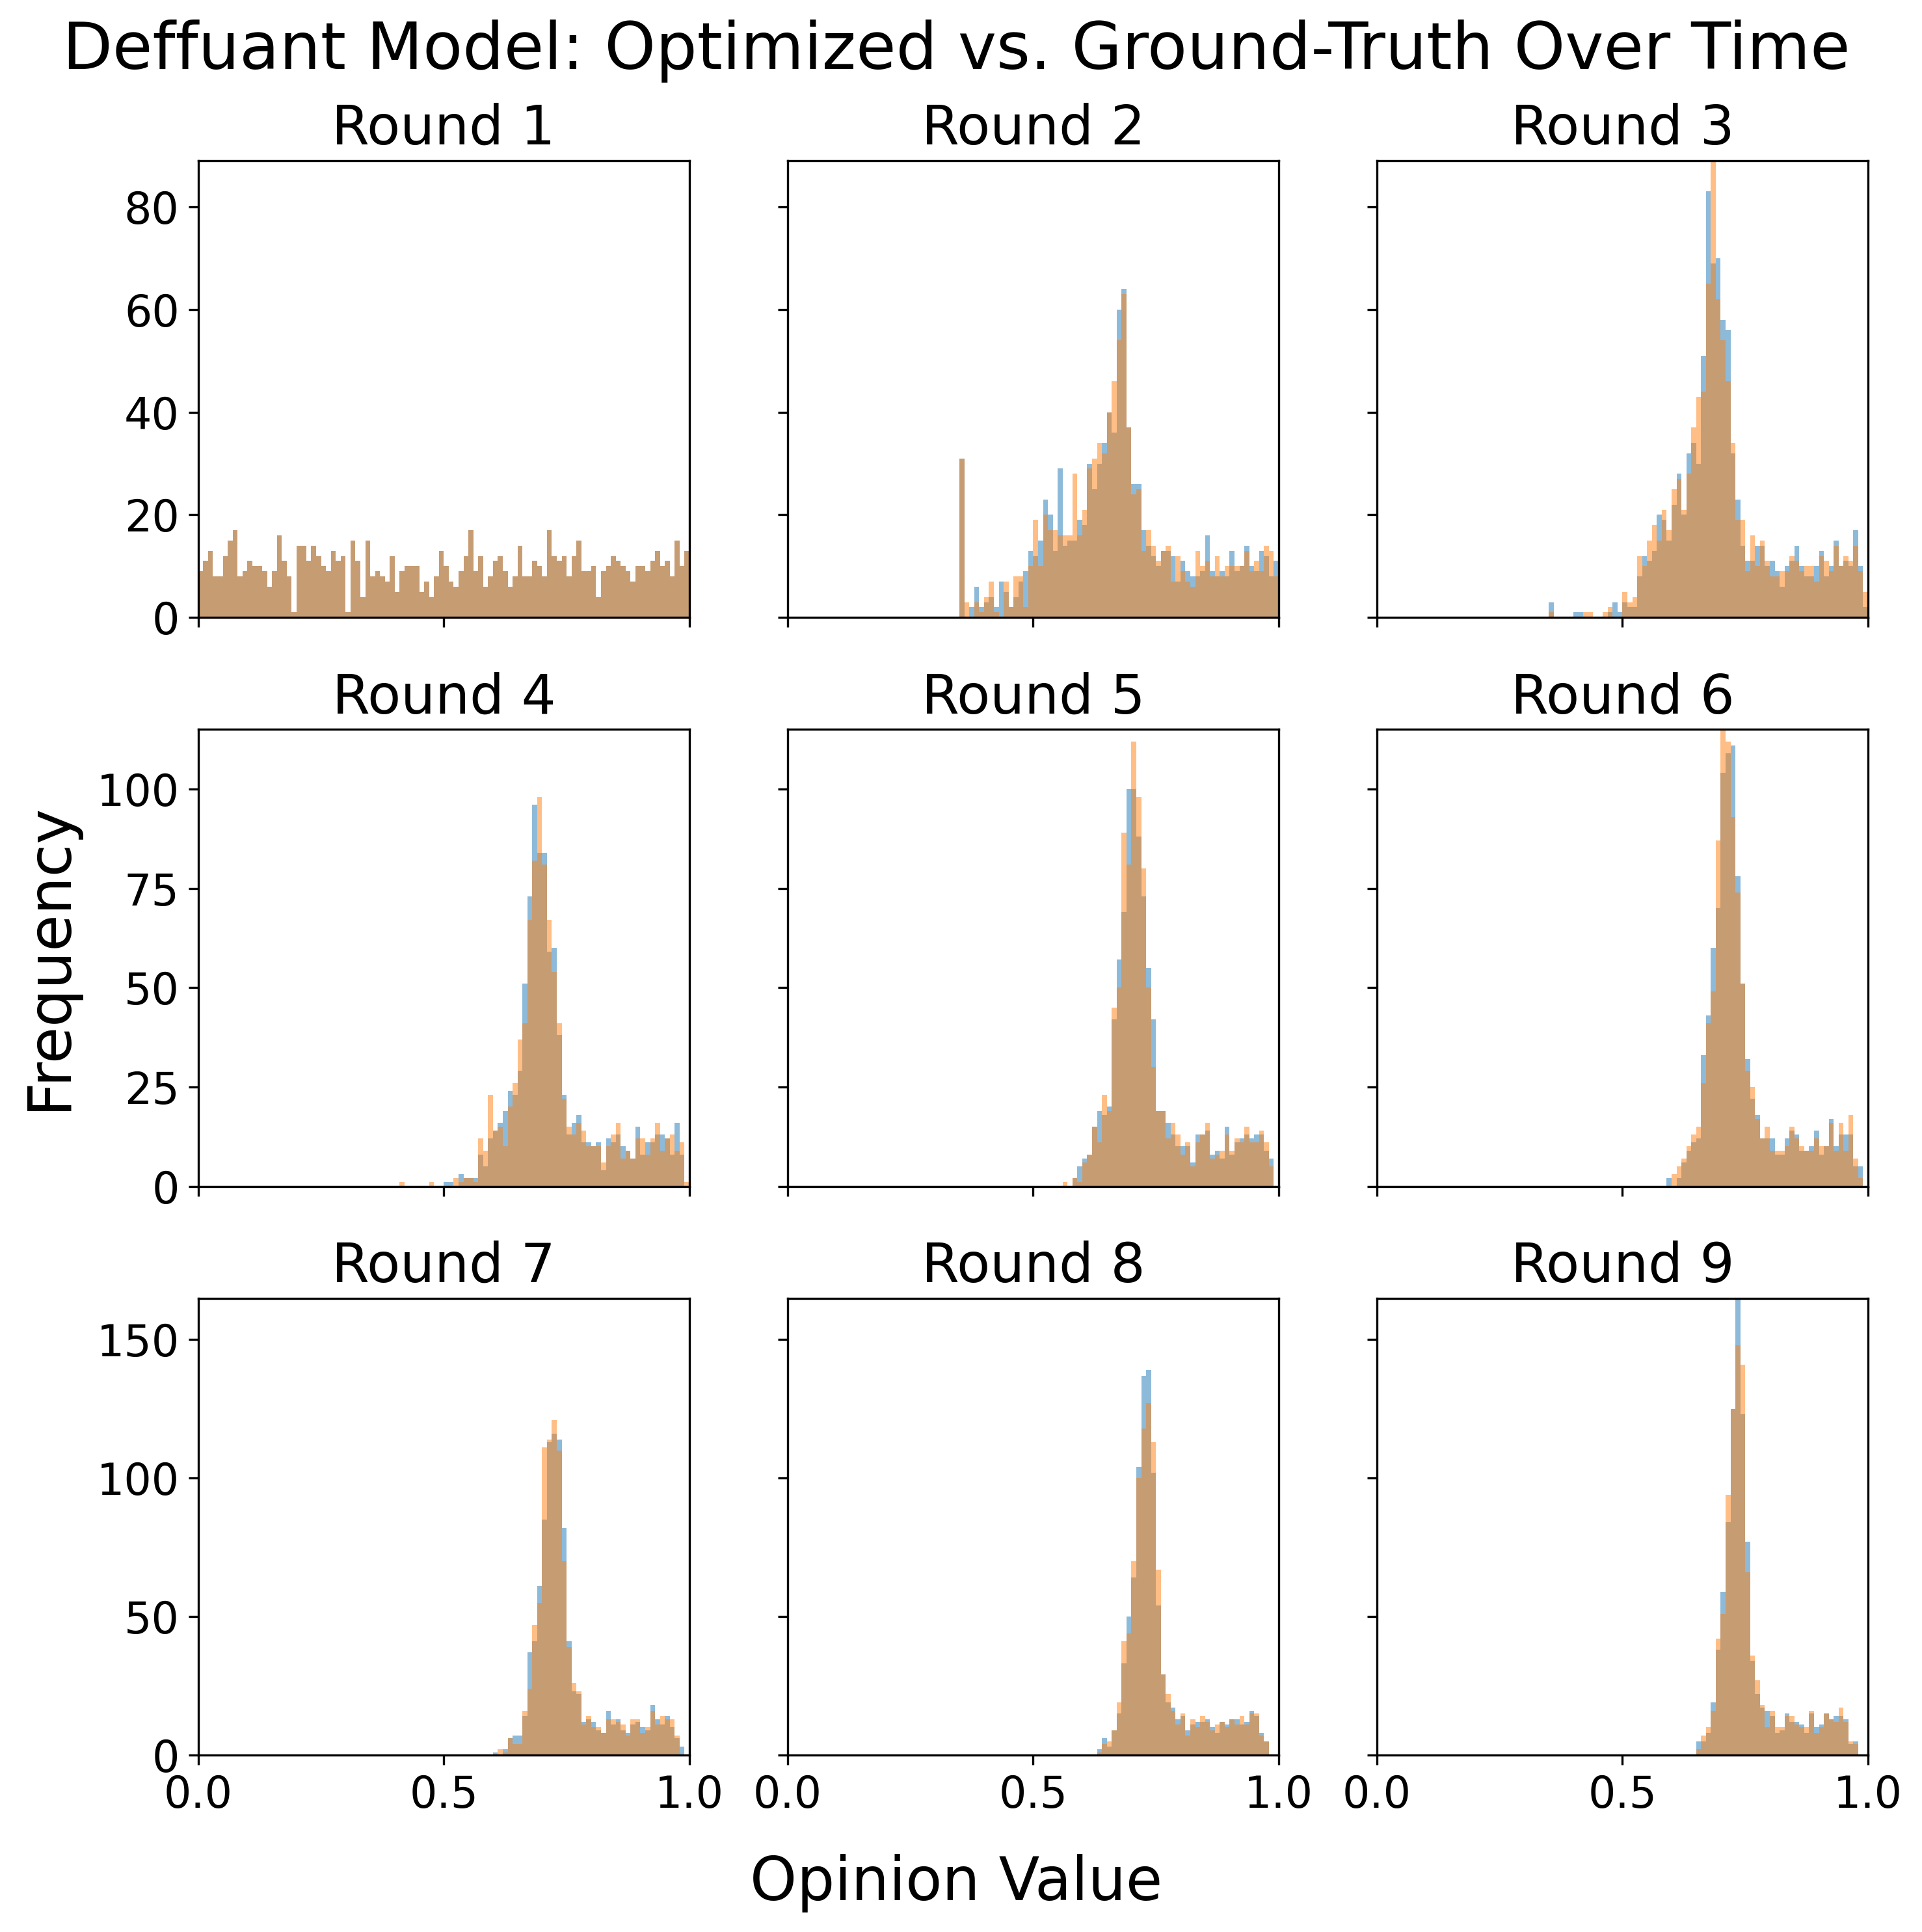 Deffuant Model: Optimized vs. Ground-Truth Over Time
Round 1
Round 2
Round 3
80
60
40
20
0
Round 4
Round 5
Round 6
100
75
50
25
0
Frequency
Round 7
Round 8
Round 9
150
100
50
0
0.0 0.5 1.0 0.0 0.5 1.0 0.0 0.5 1.0
Opinion Value